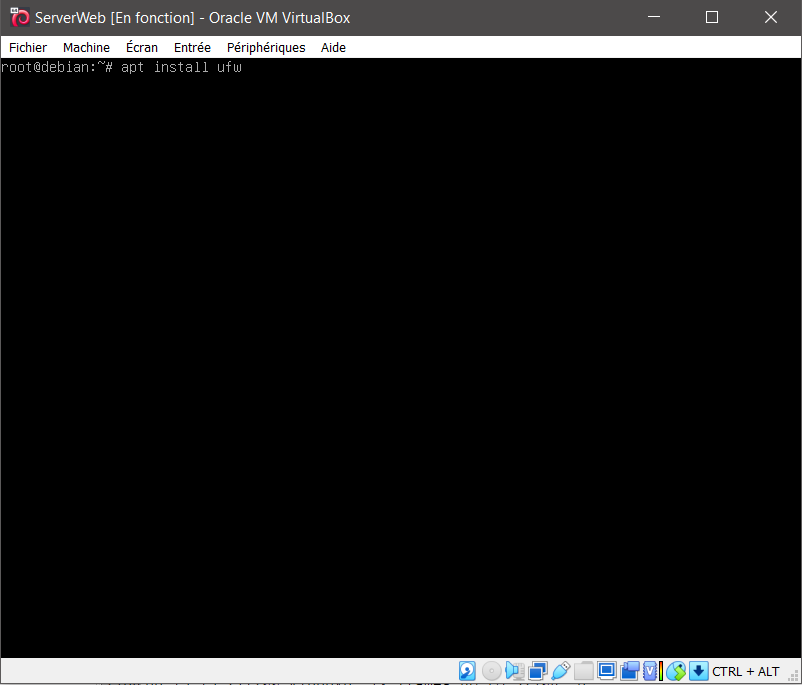 ServerWeb [En fonction] - Oracle VM VirtualBox
Fichier Machine Écran Entrée Périphériques Aide
root@debian:~# apt install ufw
CTRL + ALT